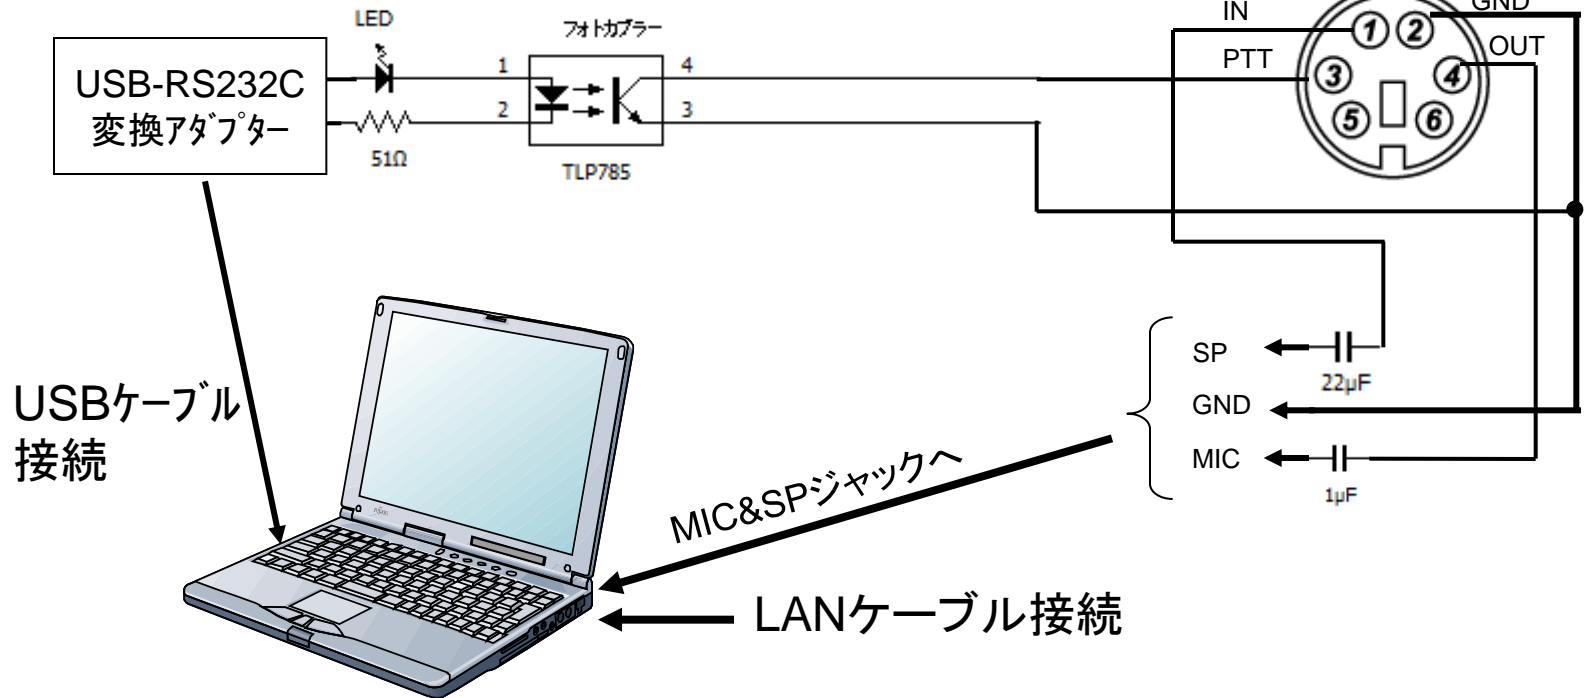 LED
IN
GND
フォトカプラー
OUT
PTT
USB-RS232C
変換アダプター
1
4
2
3
51Ω
TLP785
1
2
3
4
5
6
SP
22μF
GND
MIC
1μF
USBケーブル
接続
MIC&SPジャックへ
LANケーブル接続